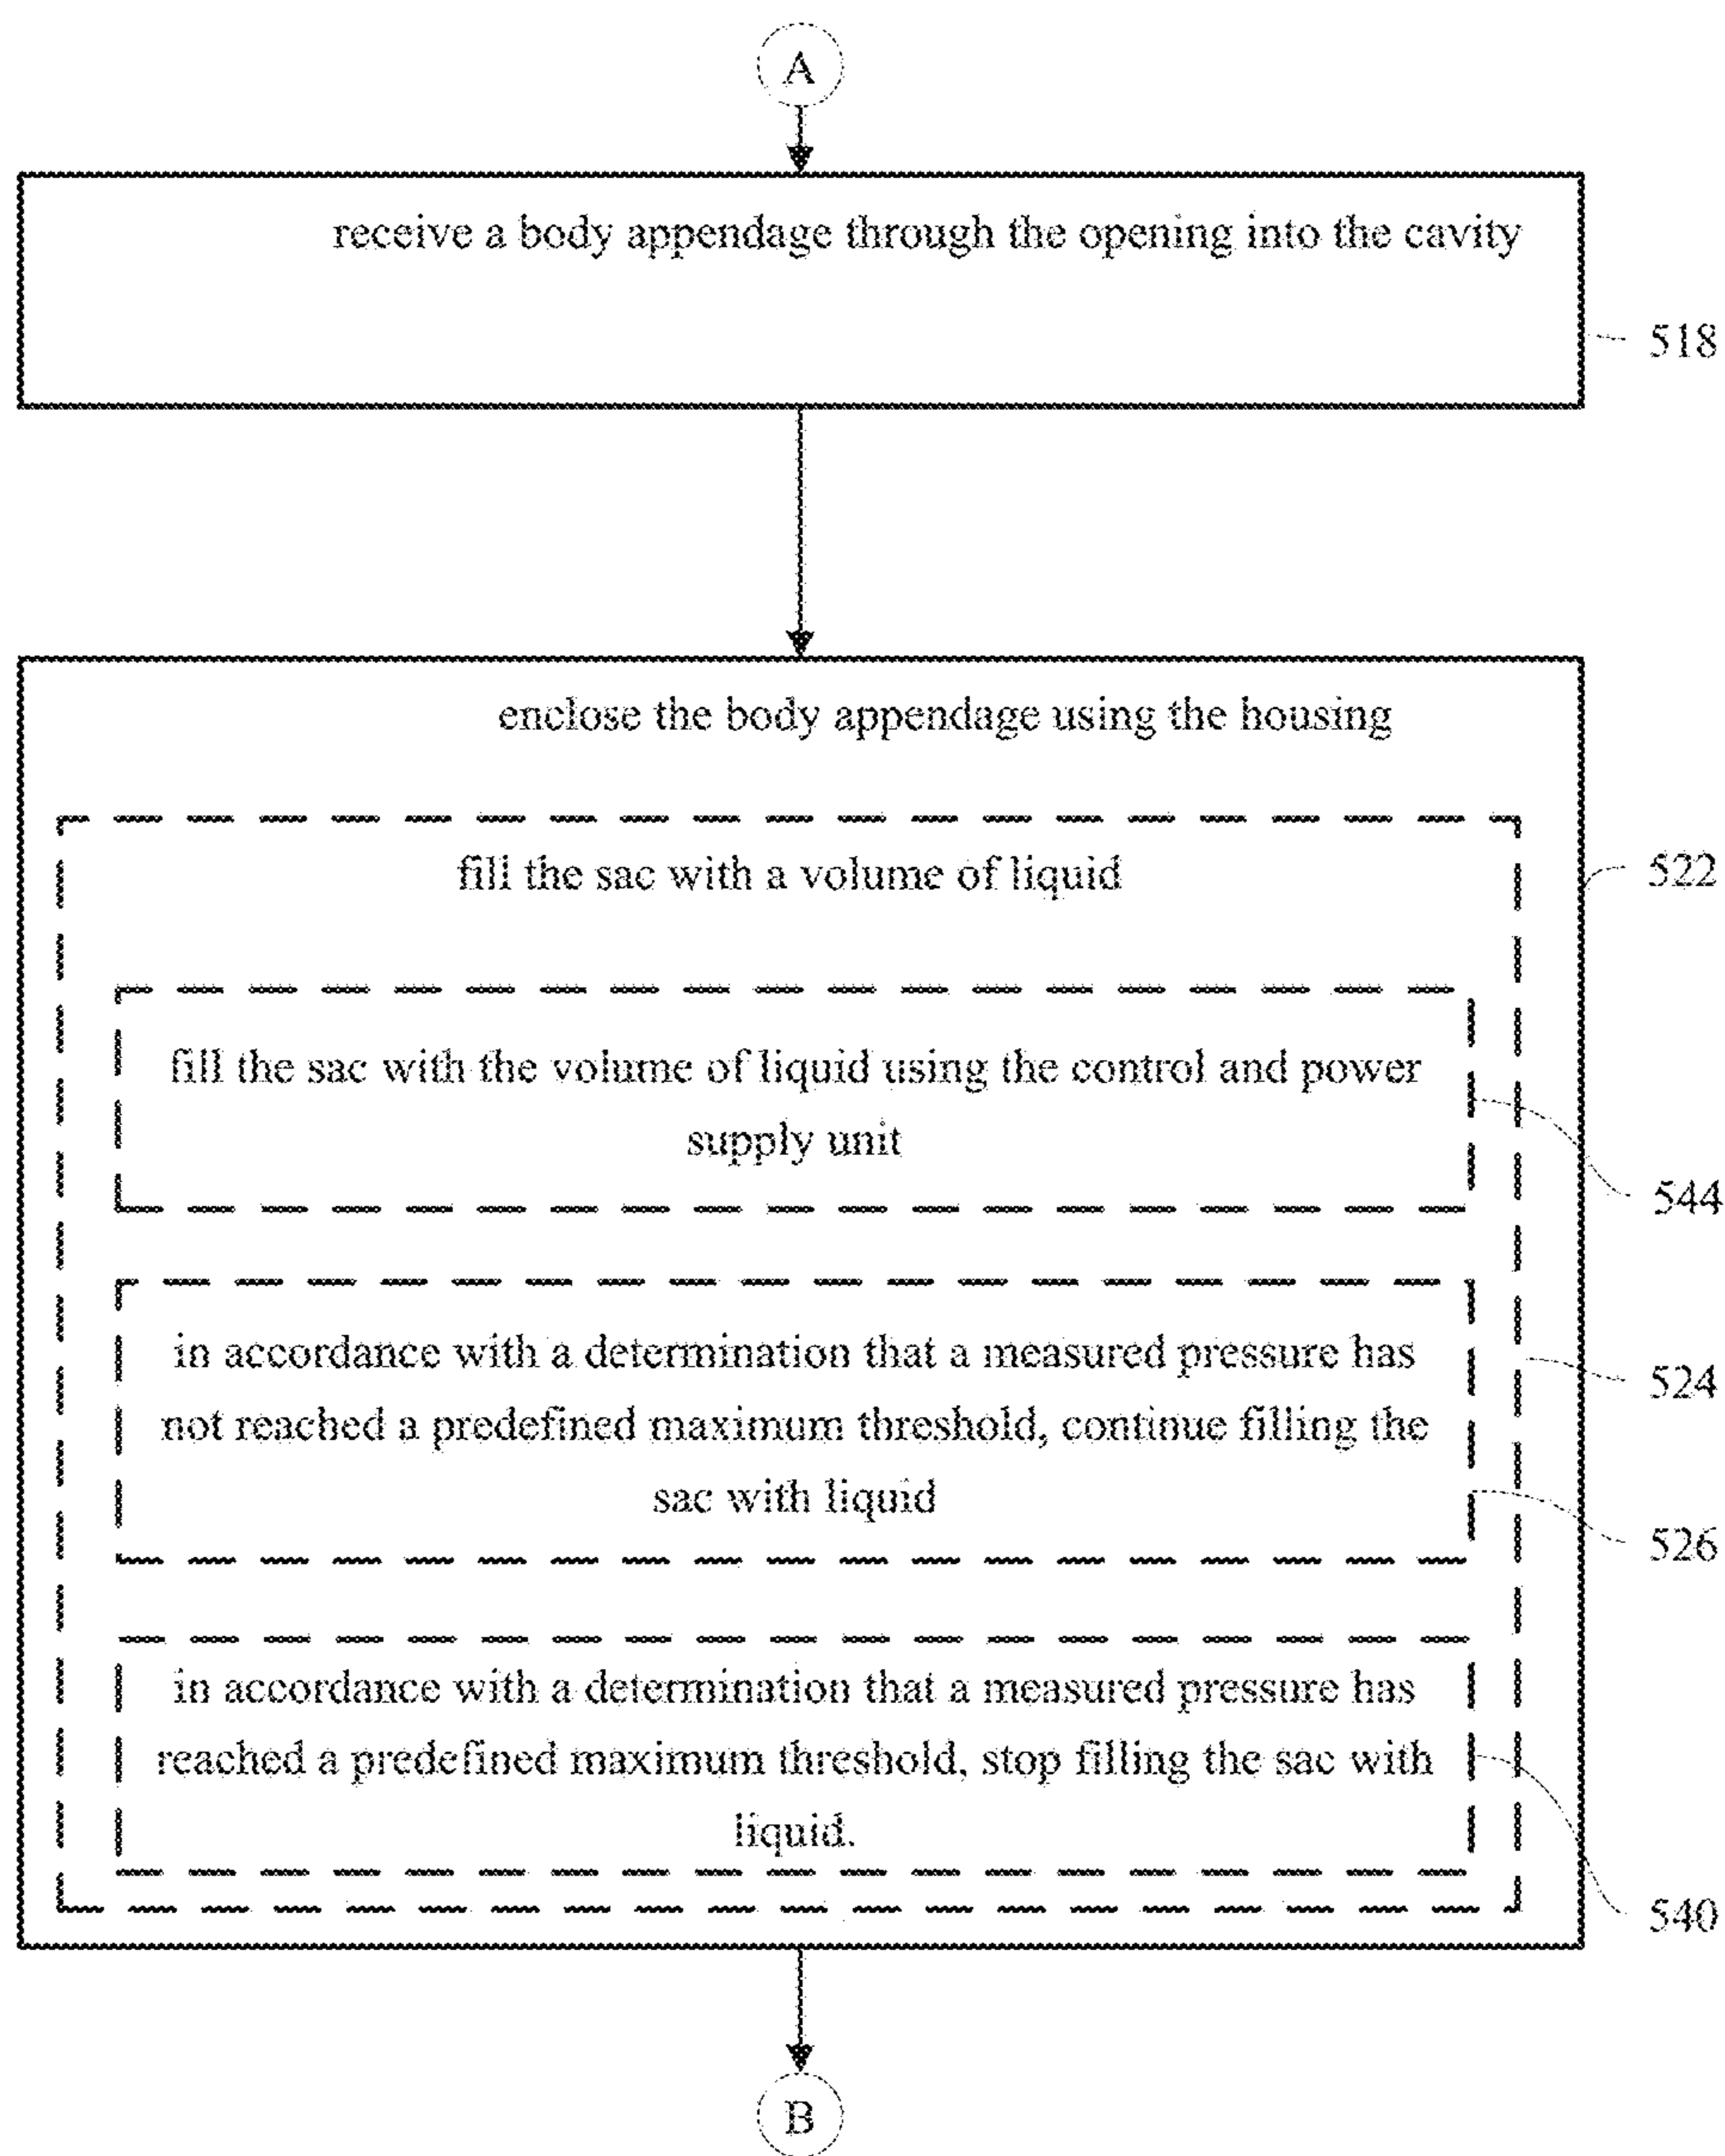 A
receive a body appendage through the opening into the cavity
518
enclose the body appendage using the housing
fill the sac with a volume of liquid
522
fill the sac with the volume of liquid using the control and power
supply unit
544
in accordance with a determination that a measured pressure has
not reached a predefined maximum threshold, continue filling the
sac with liquid
524
526
in accordance with a determination that a measured pressure has
reached a predefined maximum threshold, stop filling the sac with
liquid.
540
B